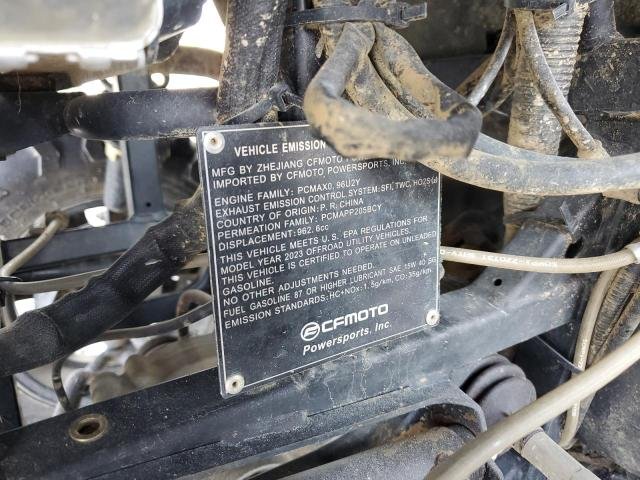 VEHICLE EMISSION
MFG BY ZHEJIANG CFMOTO
IMPORTED BY CFMOTO, POWERSPORTS, INC.
ENGINE FAMILY: PCMAX0. 96U2Y
EXHAUST EMISSION CONTROL SYSTEM: SFI, TWC, HO2S
COUNTRY OF ORIGIN: P. R. CHINA
PERMEATION FAMILY: PCMAPP205BCY
DISPLACEMENT: 962. 6cc
THIS VEHICLE MEETS U. S. EPA REGULATIONS FOR
MODEL YEAR 2023 OFFROAD UTILITY VEHICLES.
THIS VEHICLE IS CERTIFIED TO OPERATE ON UNLEADED
GASOLINE.
NO OTHER ADJUSTMENTS NEEDED.
FUEL GASOLINE 87 OR HIGHER LUBRICANT SAE 15W 40 SF
EMISSION STANDARDS: HC+NOx: 1. 5g/km, CO: 35g/km.
CFMOTO
Powersports, Inc.